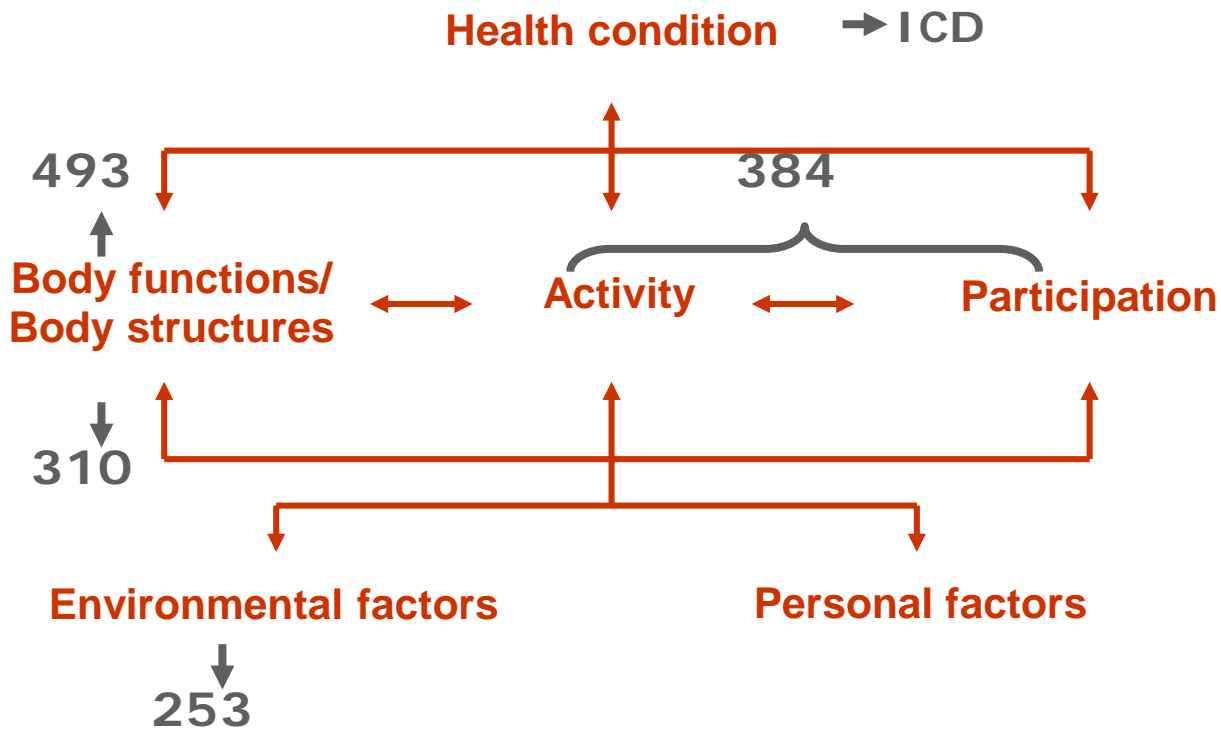 Health condition
ICD
493
384
Body functions/
Body structures
Activity
Participation
310
Environmental factors
Personal factors
253